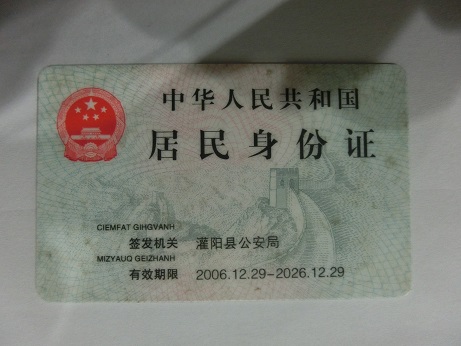 中华人民共和国
居民身份证
CIEMFAT GIHGVANH
签发机关 灌阳县公安局
MIZYAUQ GEIZHANH
有效期限 2006.12.29-2026.12.29